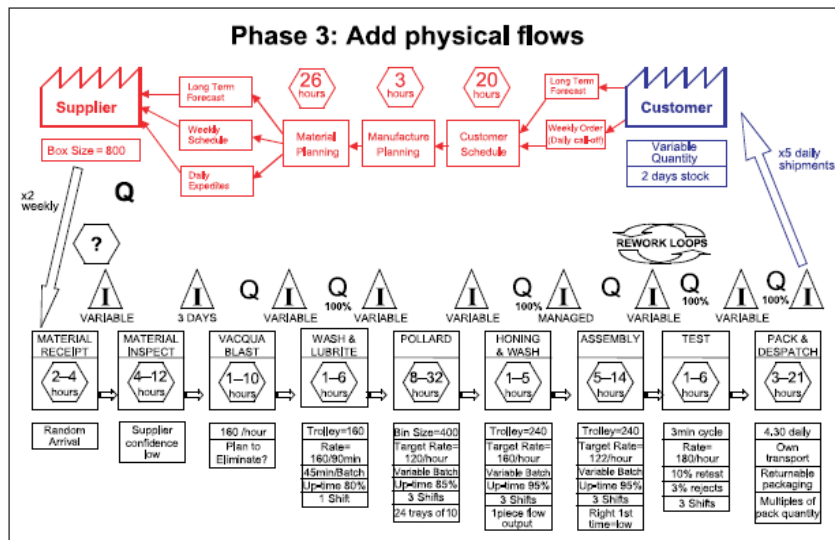 Phase 3: Add physical flows
Supplier
Box Size = 800
Long Term
Forecast
Weekly
Schedule
Daily
Expedites
26
hours
Material
Planning
3
hours
Manufacture
Planning
20
hours
Customer
Schedule
Long Term
Forecast
Weekly Order
(Daily call-off)
Customer
Variable
Quantity
2 days stock
x5 daily
shipments
x2
weekly
Q
?
REWORK LOOPS
I
VARIABLE
I
3 DAYS
Q
I
VARIABLE
Q
100%
I
VARIABLE
I
VARIABLE
Q
100%
I
MANAGED
Q
I
VARIABLE
Q
100%
I
VARIABLE
Q
100%
I
MATERIAL
RECEIPT
2–4
hours
Random
Arrival
MATERIAL
INSPECT
4–12
hours
Supplier
confidence
low
VACQUA
BLAST
1–10
hours
160 /hour
Plan to
Eliminate?
WASH &
LUBRITE
1–6
hours
Trolley=160
Rate=
160/90min
45min/Batch
Up-time 80%
1 Shift
POLLARD
8–32
hours
Bin Size=400
Target Rate=
120/hour
Variable Batch
Up-time 85%
3 Shifts
24 trays of 10
HONING
& WASH
1–5
hours
Trolley=240
Target Rate=
160/hour
Variable Batch
Up-time 95%
3 Shifts
1piece flow
output
ASSEMBLY
5–14
hours
Trolley=240
Target Rate=
122/hour
Variable Batch
Up-time 95%
3 Shifts
Right 1st
time=low
TEST
1–6
hours
3min cycle
Rate=
180/hour
10% retest
3% rejects
3 Shifts
PACK &
DESPATCH
3–21
hours
4.30 daily
Own
transport
Returnable
packaging
Multiples of
pack quantity